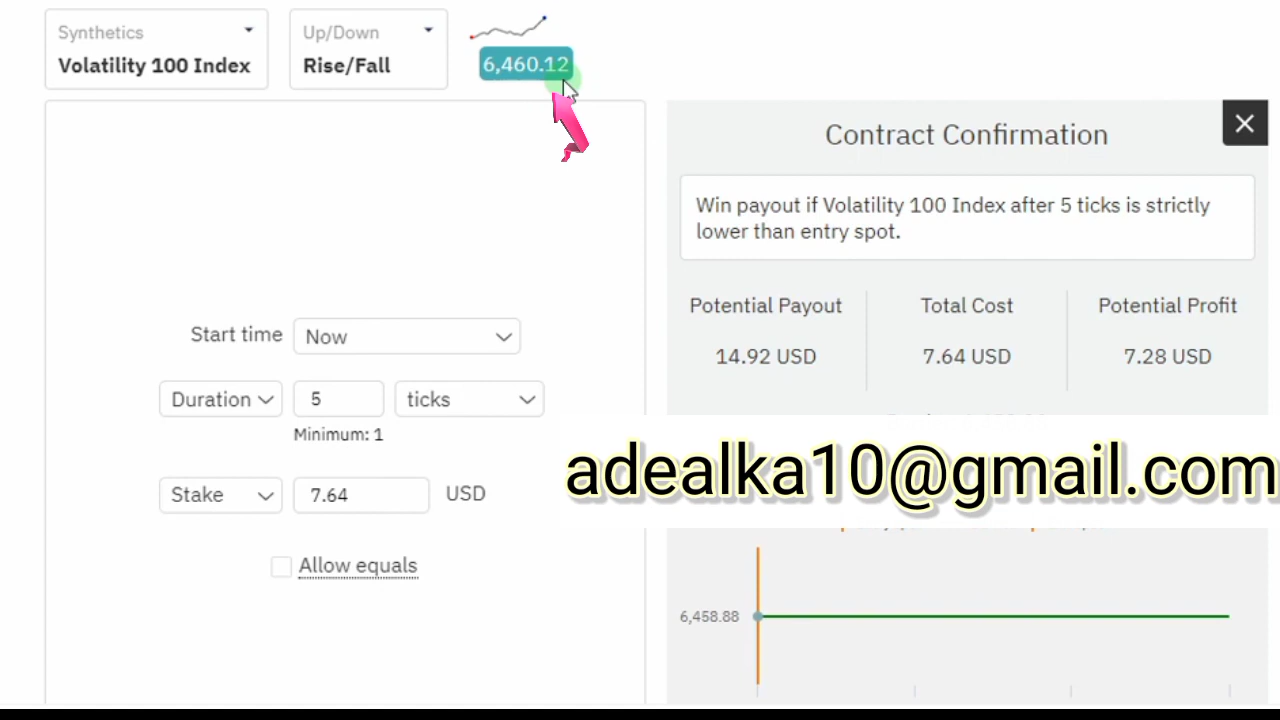 Synthetics
Volatility 100 Index
Up/Down
Rise/Fall
6,460.12
Contract Confirmation
Win payout if Volatility 100 Index after 5 ticks is strictly
lower than entry spot.
Potential Payout
Total Cost
Potential Profit
14.92 USD
7.64 USD
7.28 USD
Start time
Now
Duration
5
ticks
Minimum: 1
Stake
7.64
USD
Allow equals
adealka10@gmail.com
6,458.88